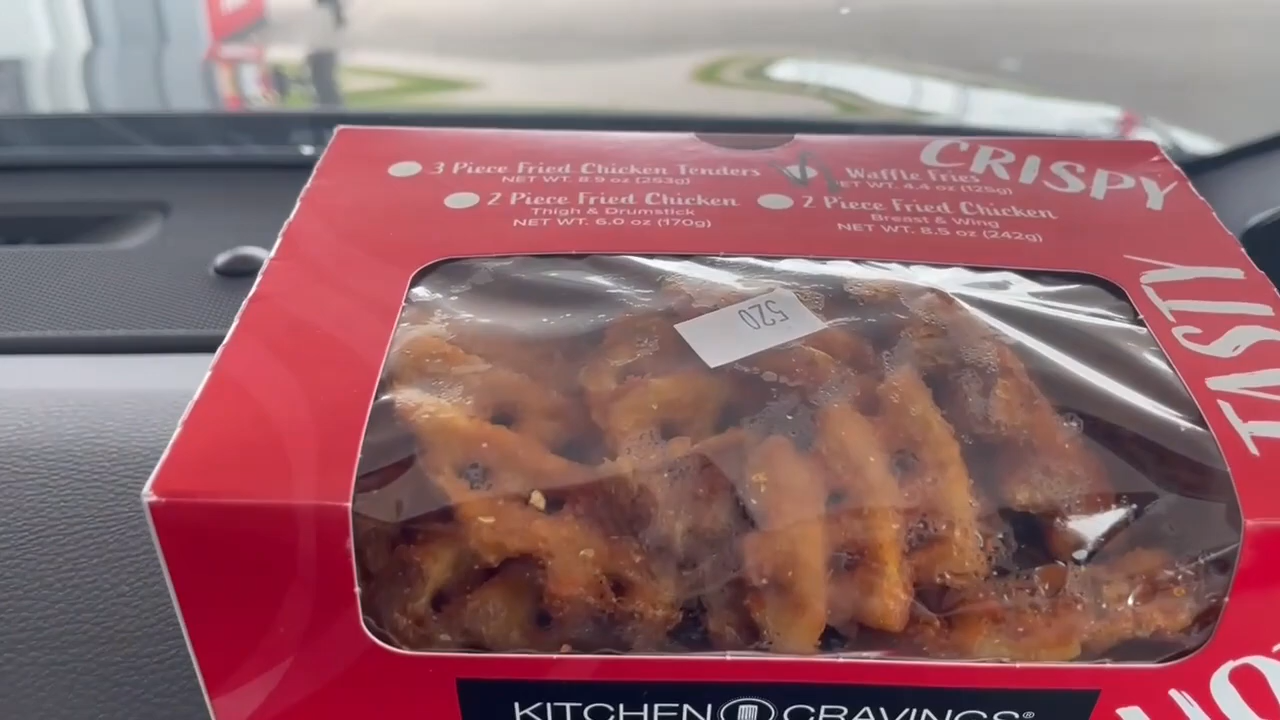 3 Piece Fried Chicken Tenders
NET WT. 8.9 oz (253g)
Waffle Fries
ET WT. 4.4 oz (125g)
2 Piece Fried Chicken
Thigh & Drumstick
NET WT. 6.0 oz (170g)
2 Piece Fried Chicken
Breast & Wing
NET WT. 8.5 oz (242g)
CRISPY
TASTY
520
KITCHEN CRAVINGS®